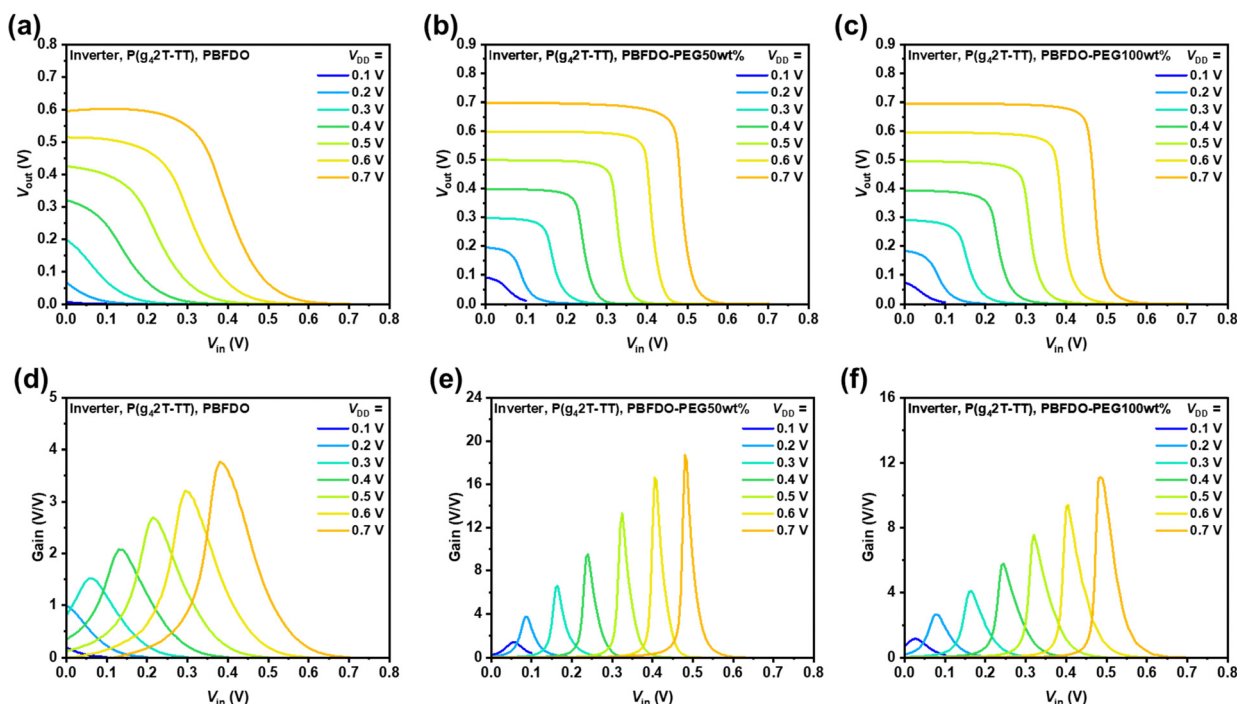 (a)
Inverter, P(g₄2T-TT), PBFDO
V_DD =
0.1 V
0.2 V
0.3 V
0.4 V
0.5 V
0.6 V
0.7 V
V_out (V)
0.8
0.7
0.6
0.5
0.4
0.3
0.2
0.1
0.0
0.0 0.1 0.2 0.3 0.4 0.5 0.6 0.7 0.8
V_in (V)
(b)
Inverter, P(g₄2T-TT), PBFDO-PEG50wt%
V_DD =
0.1 V
0.2 V
0.3 V
0.4 V
0.5 V
0.6 V
0.7 V
V_out (V)
0.9
0.8
0.7
0.6
0.5
0.4
0.3
0.2
0.1
0.0
0.0 0.1 0.2 0.3 0.4 0.5 0.6 0.7 0.8
V_in (V)
(c)
Inverter, P(g₄2T-TT), PBFDO-PEG100wt%
V_DD =
0.1 V
0.2 V
0.3 V
0.4 V
0.5 V
0.6 V
0.7 V
V_out (V)
0.9
0.8
0.7
0.6
0.5
0.4
0.3
0.2
0.1
0.0
0.0 0.1 0.2 0.3 0.4 0.5 0.6 0.7 0.8
V_in (V)
(d)
Inverter, P(g₄2T-TT), PBFDO
V_DD =
0.1 V
0.2 V
0.3 V
0.4 V
0.5 V
0.6 V
0.7 V
Gain (V/V)
5
4
3
2
1
0
0.0 0.1 0.2 0.3 0.4 0.5 0.6 0.7 0.8
V_in (V)
(e)
Inverter, P(g₄2T-TT), PBFDO-PEG50wt%
V_DD =
0.1 V
0.2 V
0.3 V
0.4 V
0.5 V
0.6 V
0.7 V
Gain (V/V)
24
20
16
12
8
4
0
0.0 0.1 0.2 0.3 0.4 0.5 0.6 0.7 0.8
V_in (V)
(f)
Inverter, P(g₄2T-TT), PBFDO-PEG100wt%
V_DD =
0.1 V
0.2 V
0.3 V
0.4 V
0.5 V
0.6 V
0.7 V
Gain (V/V)
16
12
8
4
0
0.0 0.1 0.2 0.3 0.4 0.5 0.6 0.7 0.8
V_in (V)